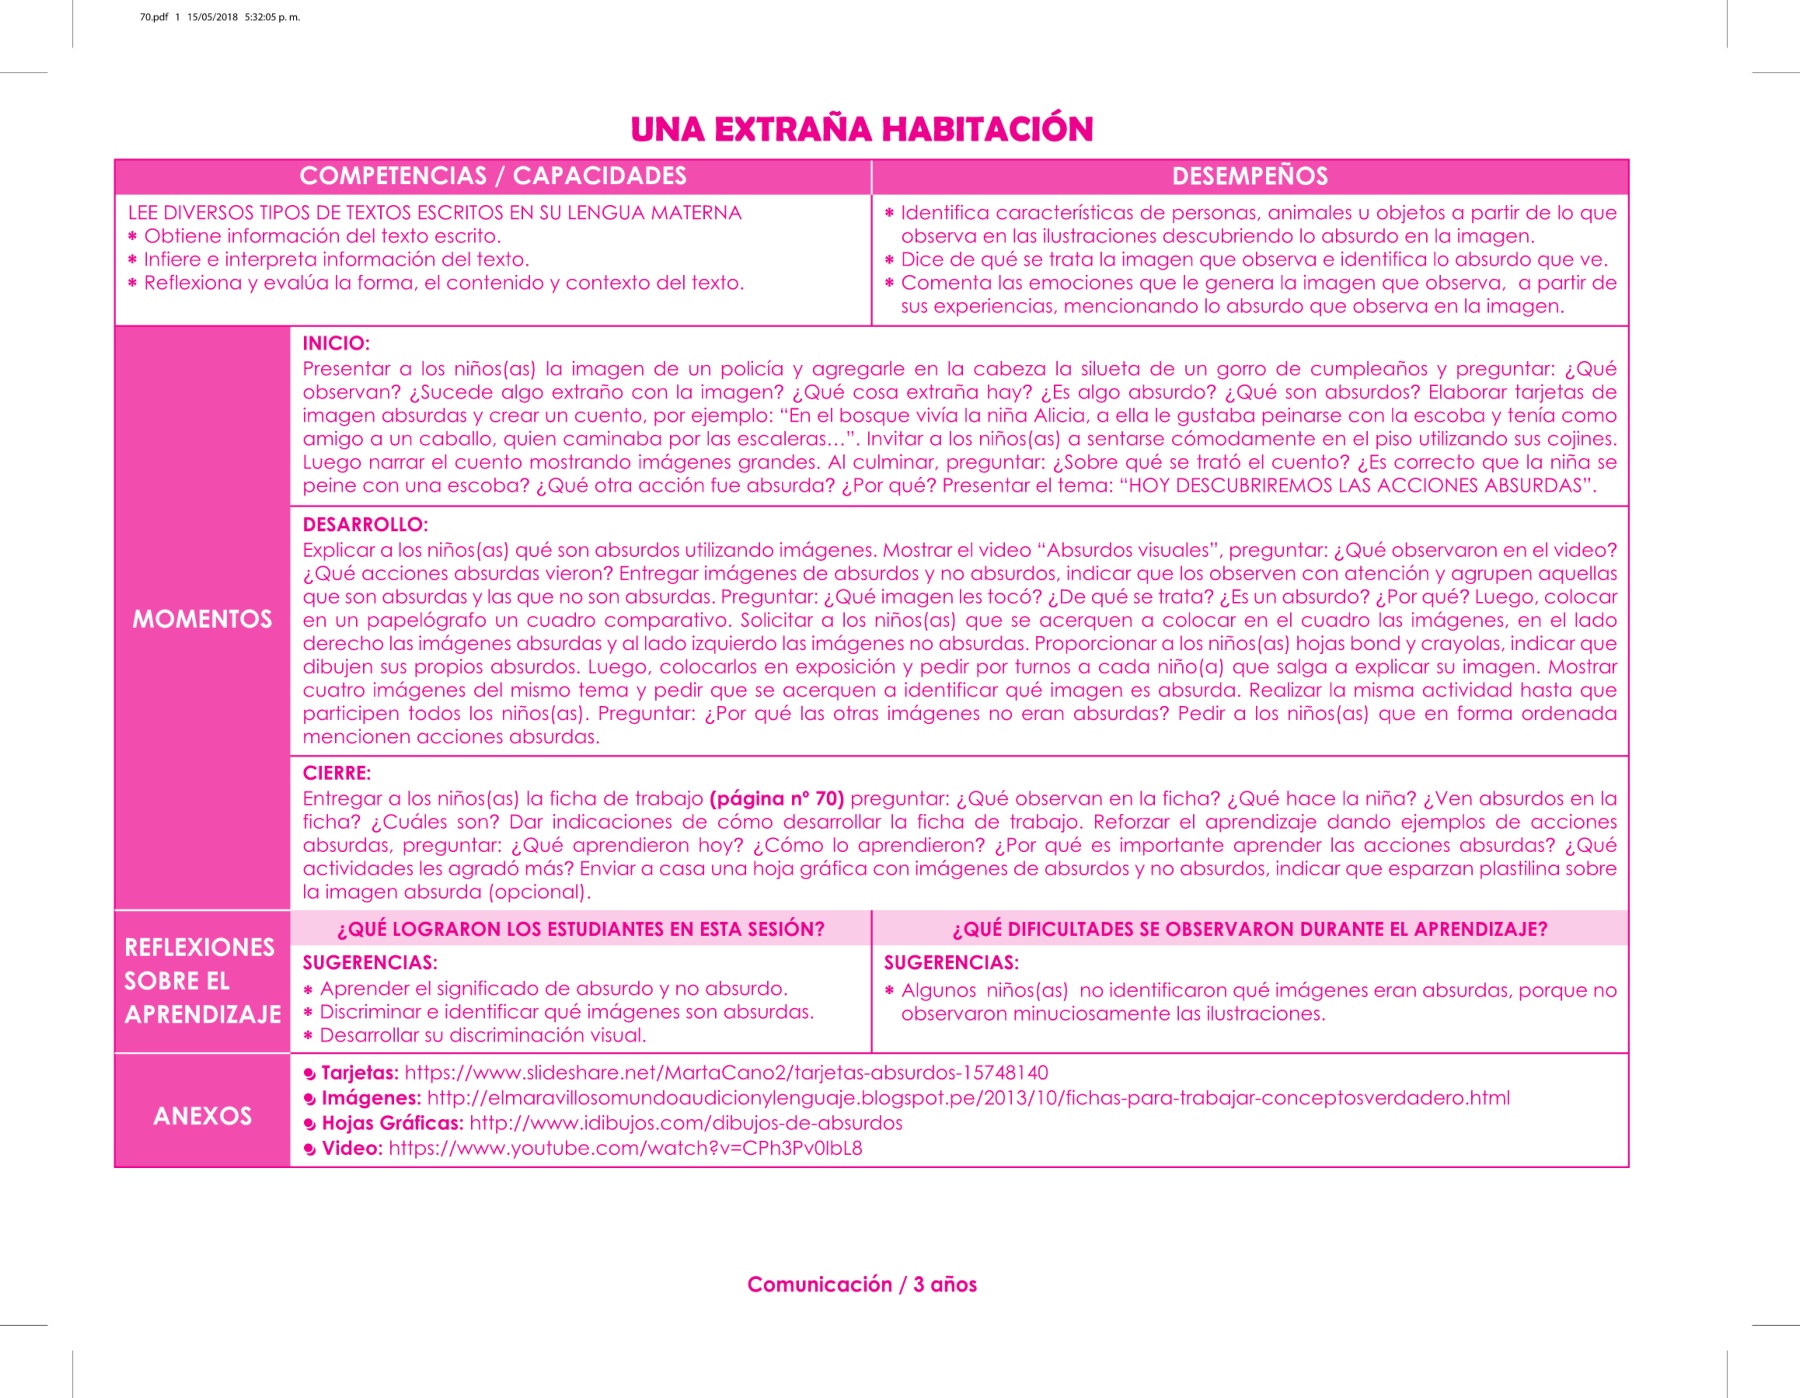 70.pdf   1   15/05/2018   5:32:05 p. m.
UNA EXTRAÑA HABITACIÓN
COMPETENCIAS / CAPACIDADES
DESEMPEÑOS
LEE DIVERSOS TIPOS DE TEXTOS ESCRITOS EN SU LENGUA MATERNA
* Obtiene información del texto escrito.
* Infiere e interpreta información del texto.
* Reflexiona y evalúa la forma, el contenido y contexto del texto.
* Identifica características de personas, animales u objetos a partir de lo que
observa en las ilustraciones descubriendo lo absurdo en la imagen.
* Dice de qué se trata la imagen que observa e identifica lo absurdo que ve.
* Comenta las emociones que le genera la imagen que observa,  a partir de
sus experiencias, mencionando lo absurdo que observa en la imagen.
MOMENTOS
INICIO:
Presentar a los niños(as) la imagen de un policía y agregarle en la cabeza la silueta de un gorro de cumpleaños y preguntar: ¿Qué
observan? ¿Sucede algo extraño con la imagen? ¿Qué cosa extraña hay? ¿Es algo absurdo? ¿Qué son absurdos? Elaborar tarjetas de
imagen absurdas y crear un cuento, por ejemplo: “En el bosque vivía la niña Alicia, a ella le gustaba peinarse con la escoba y tenía como
amigo a un caballo, quien caminaba por las escaleras…”. Invitar a los niños(as) a sentarse cómodamente en el piso utilizando sus cojines.
Luego narrar el cuento mostrando imágenes grandes. Al culminar, preguntar: ¿Sobre qué se trató el cuento? ¿Es correcto que la niña se
peine con una escoba? ¿Qué otra acción fue absurda? ¿Por qué? Presentar el tema: “HOY DESCUBRIREMOS LAS ACCIONES ABSURDAS”.
DESARROLLO:
Explicar a los niños(as) qué son absurdos utilizando imágenes. Mostrar el video “Absurdos visuales”, preguntar: ¿Qué observaron en el video?
¿Qué acciones absurdas vieron? Entregar imágenes de absurdos y no absurdos, indicar que los observen con atención y agrupen aquellas
que son absurdas y las que no son absurdas. Preguntar: ¿Qué imagen les tocó? ¿De qué se trata? ¿Es un absurdo? ¿Por qué? Luego, colocar
en un papelógrafo un cuadro comparativo. Solicitar a los niños(as) que se acerquen a colocar en el cuadro las imágenes, en el lado
derecho las imágenes absurdas y al lado izquierdo las imágenes no absurdas. Proporcionar a los niños(as) hojas bond y crayolas, indicar que
dibujen sus propios absurdos. Luego, colocarlos en exposición y pedir por turnos a cada niño(a) que salga a explicar su imagen. Mostrar
cuatro imágenes del mismo tema y pedir que se acerquen a identificar qué imagen es absurda. Realizar la misma actividad hasta que
participen todos los niños(as). Preguntar: ¿Por qué las otras imágenes no eran absurdas? Pedir a los niños(as) que en forma ordenada
mencionen acciones absurdas.
CIERRE:
Entregar a los niños(as) la ficha de trabajo (página nº 70) preguntar: ¿Qué observan en la ficha? ¿Qué hace la niña? ¿Ven absurdos en la
ficha? ¿Cuáles son? Dar indicaciones de cómo desarrollar la ficha de trabajo. Reforzar el aprendizaje dando ejemplos de acciones
absurdas, preguntar: ¿Qué aprendieron hoy? ¿Cómo lo aprendieron? ¿Por qué es importante aprender las acciones absurdas? ¿Qué
actividades les agradó más? Enviar a casa una hoja gráfica con imágenes de absurdos y no absurdos, indicar que esparzan plastilina sobre
la imagen absurda (opcional).
REFLEXIONES
SOBRE EL
APRENDIZAJE
¿QUÉ LOGRARON LOS ESTUDIANTES EN ESTA SESIÓN?
SUGERENCIAS:
* Aprender el significado de absurdo y no absurdo.
* Discriminar e identificar qué imágenes son absurdas.
* Desarrollar su discriminación visual.
¿QUÉ DIFICULTADES SE OBSERVARON DURANTE EL APRENDIZAJE?
SUGERENCIAS:
* Algunos  niños(as)  no identificaron qué imágenes eran absurdas, porque no
observaron minuciosamente las ilustraciones.
ANEXOS
Tarjetas: https://www.slideshare.net/MartaCano2/tarjetas-absurdos-15748140
Imágenes: http://elmaravillosomundoaudicionylenguaje.blogspot.pe/2013/10/fichas-para-trabajar-conceptosverdadero.html
Hojas Gráficas: http://www.idibujos.com/dibujos-de-absurdos
Video: https://www.youtube.com/watch?v=CPh3Pv0IbL8
Comunicación / 3 años